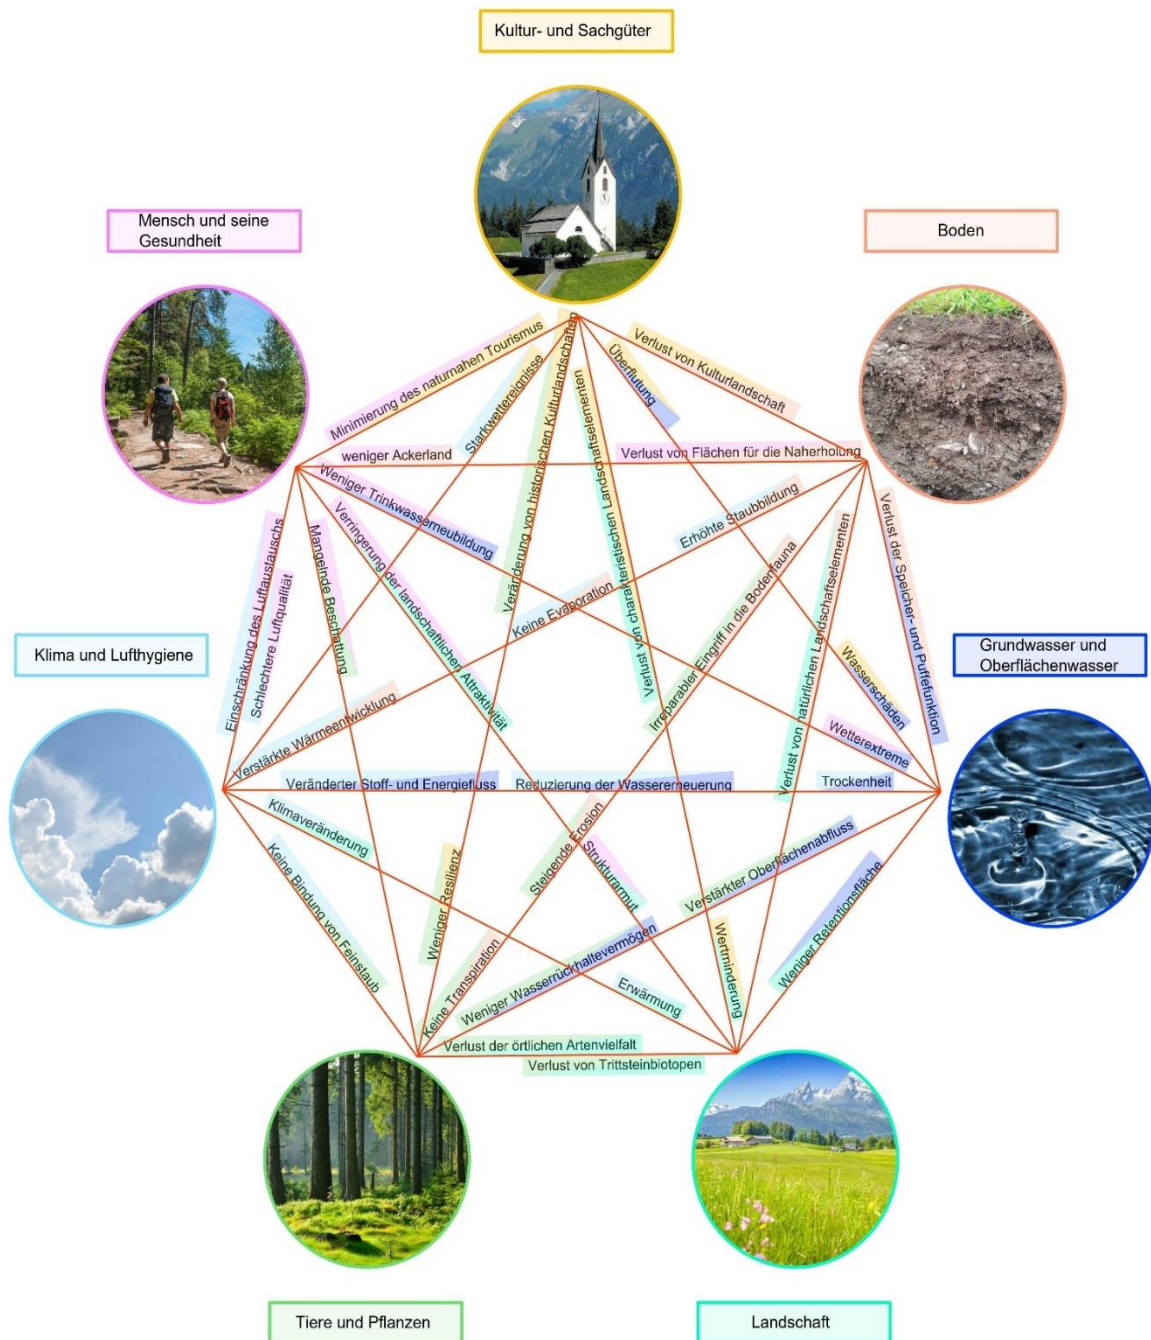 Kultur- und Sachgüter
Mensch und seine
Gesundheit
Boden
Minimierung des naturnahen Tourismus
Starkwettereignisse
Veränderung von historischen Kulturlandschaften
Verlust von charakteristischen Landschaftselementen
Überflutung
Verlust von Kulturlandschaft
weniger Ackerland
Verlust von Flächen für die Naherholung
Weniger Trinkwasserneubildung
Verringerung der landschaftlichen Attraktivität
Mangelnde Beschattung
Einschränkung des Luftaustauschs
Schlechtere Luftqualität
Erhöhte Staubbildung
Keine Evaporation
Irreparabler Eingriff in die Bodenfauna
Verlust von natürlichen Landschaftselementen
Verlust der Speicher- und Puffefunktion
Klima und Lufthygiene
Grundwasser und
Oberflächenwasser
Wasserschäden
Wetterextreme
Verstärkte Wärmeentwicklung
Veränderter Stoff- und Energiefluss
Reduzierung der Wassererneuerung
Trockenheit
Klimaveränderung
Keine Bindung von Feinstaub
Weniger Resilienz
Steigende Erosion
Strukturarmut
Verstärkter Oberflächenabfluss
Weniger Retentionsfläche
Keine Transpiration
Weniger Wasserrückhaltevermögen
Erwärmung
Wertminderung
Verlust der örtlichen Artenvielfalt
Verlust von Trittsteinbiotopen
Tiere und Pflanzen
Landschaft